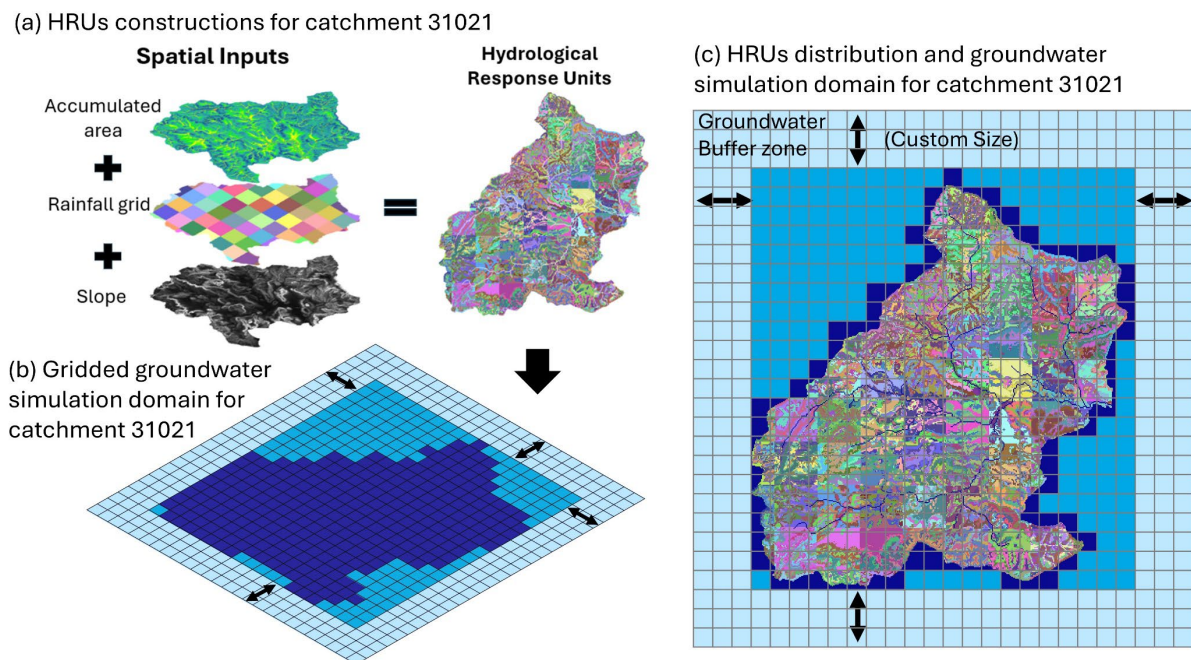 (a) HRUs constructions for catchment 31021
Spatial Inputs
Accumulated
area
Rainfall grid
Slope
Hydrological
Response Units
(b) Gridded groundwater
simulation domain for
catchment 31021
(c) HRUs distribution and groundwater
simulation domain for catchment 31021
Groundwater
Buffer zone
(Custom Size)